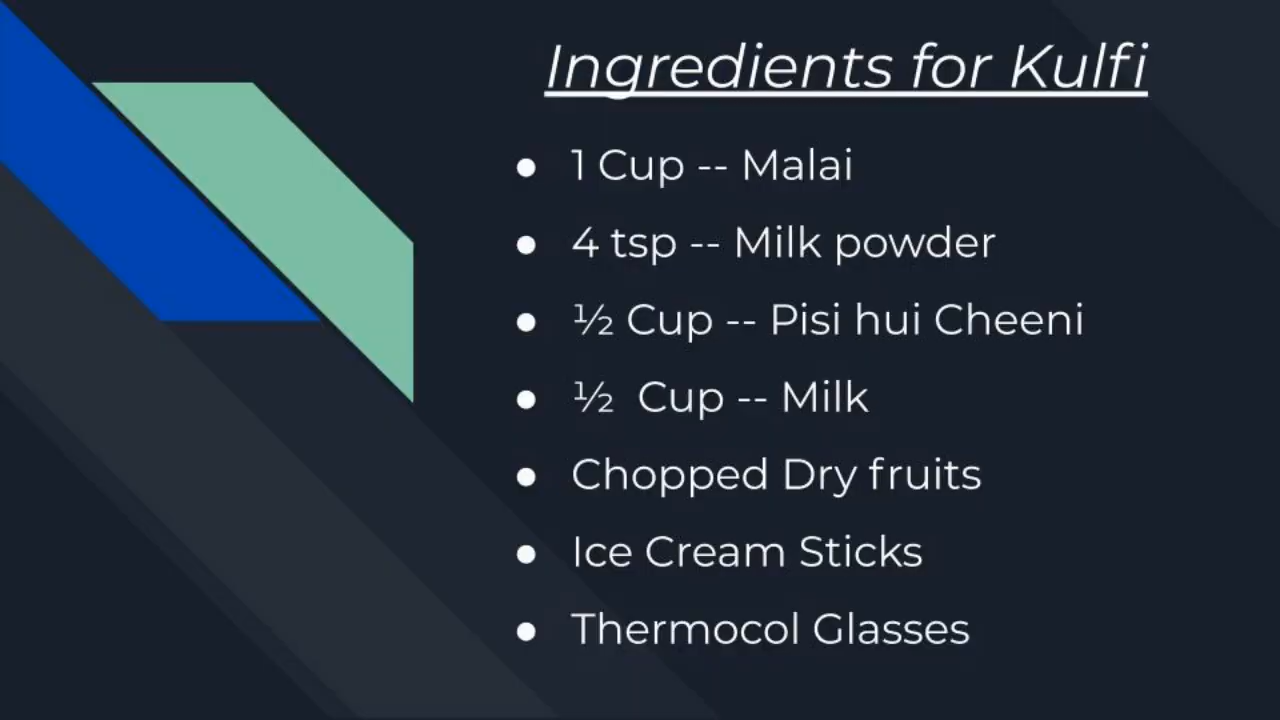 Ingredients for Kulfi
● 1 Cup -- Malai
● 4 tsp -- Milk powder
● ½ Cup -- Pisi hui Cheeni
● ½  Cup -- Milk
● Chopped Dry fruits
● Ice Cream Sticks
● Thermocol Glasses